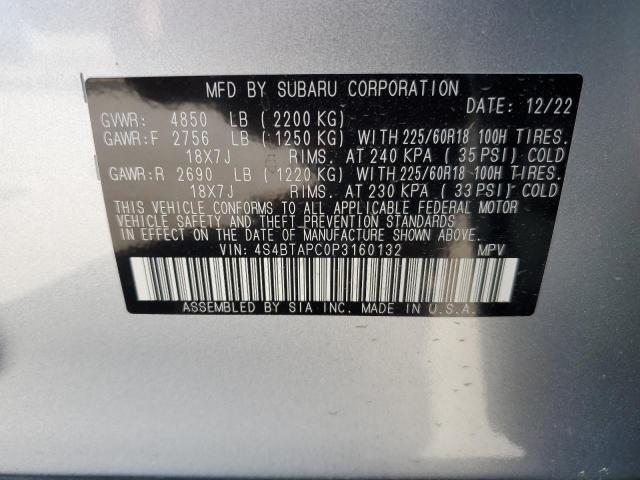 MFD BY SUBARU CORPORATION
DATE: 12/22
GVWR: 4850 LB (2200 KG)
GAWR:F 2756 LB (1250 KG) WITH 225/60R18 100H TIRES.
18X7J RIMS. AT 240 KPA (35 PSI) COLD
GAWR:R 2690 LB (1220 KG) WITH 225/60R18 100H TIRES.
18X7J RIMS. AT 230 KPA (33 PSI) COLD
THIS VEHICLE CONFORMS TO ALL APPLICABLE FEDERAL MOTOR
VEHICLE SAFETY AND THEFT PREVENTION STANDARDS
IN EFFECT ON THE DATE OF MANUFACTURE SHOWN ABOVE.
VIN: 4S4BTAPC0P3160132 MPV
ASSEMBLED BY SIA INC. MADE IN U.S.A.